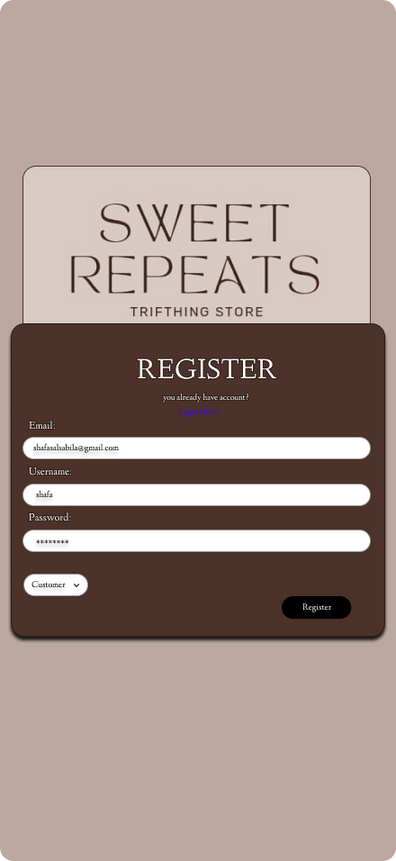 SWEET
REPEATS
TRIFTHING STORE
REGISTER
you already have account?
Email:
shafasalsabila@gmail.com
Username:
shafa
Password:
********
Customer
Register